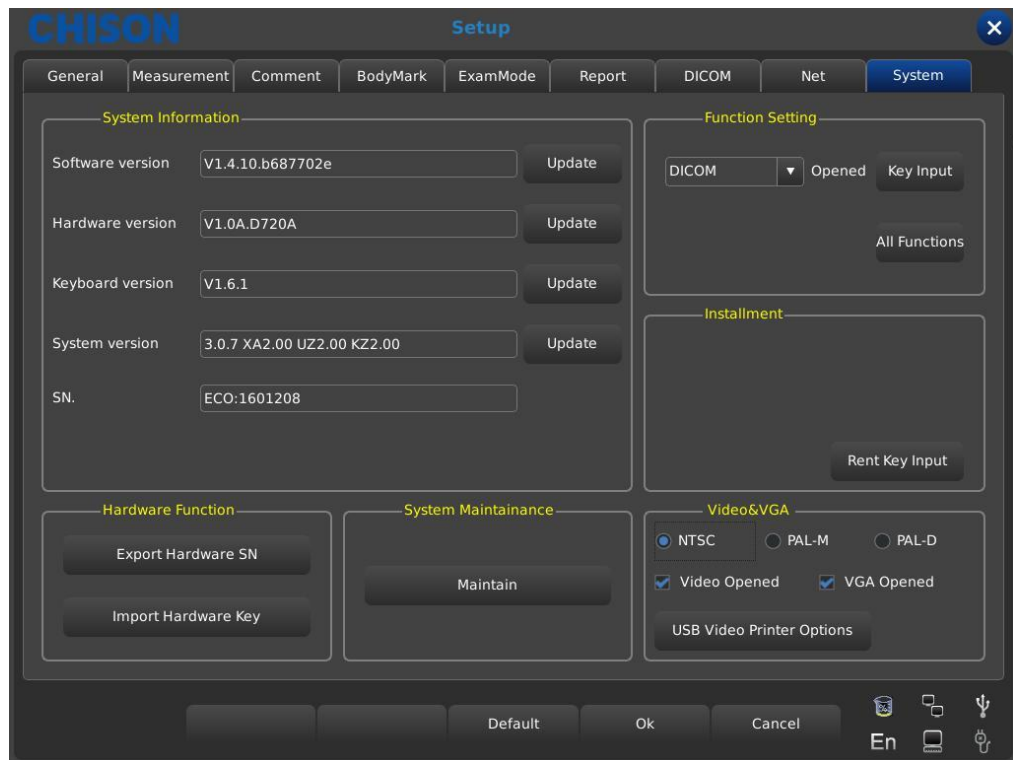 CHISON
Setup
General Measurement Comment BodyMark ExamMode Report DICOM Net System
System Information
Software version V1.4.10.b687702e Update
Hardware version V1.0A.D720A Update
Keyboard version V1.6.1 Update
System version 3.0.7 XA2.00 UZ2.00 KZ2.00 Update
SN. ECO:1601208
Function Setting
DICOM Opened Key Input
All Functions
Installment
Rent Key Input
Hardware Function
Export Hardware SN
Import Hardware Key
System Maintainance
Maintain
Video&VGA
NTSC PAL-M PAL-D
Video Opened VGA Opened
USB Video Printer Options
Default Ok Cancel
En